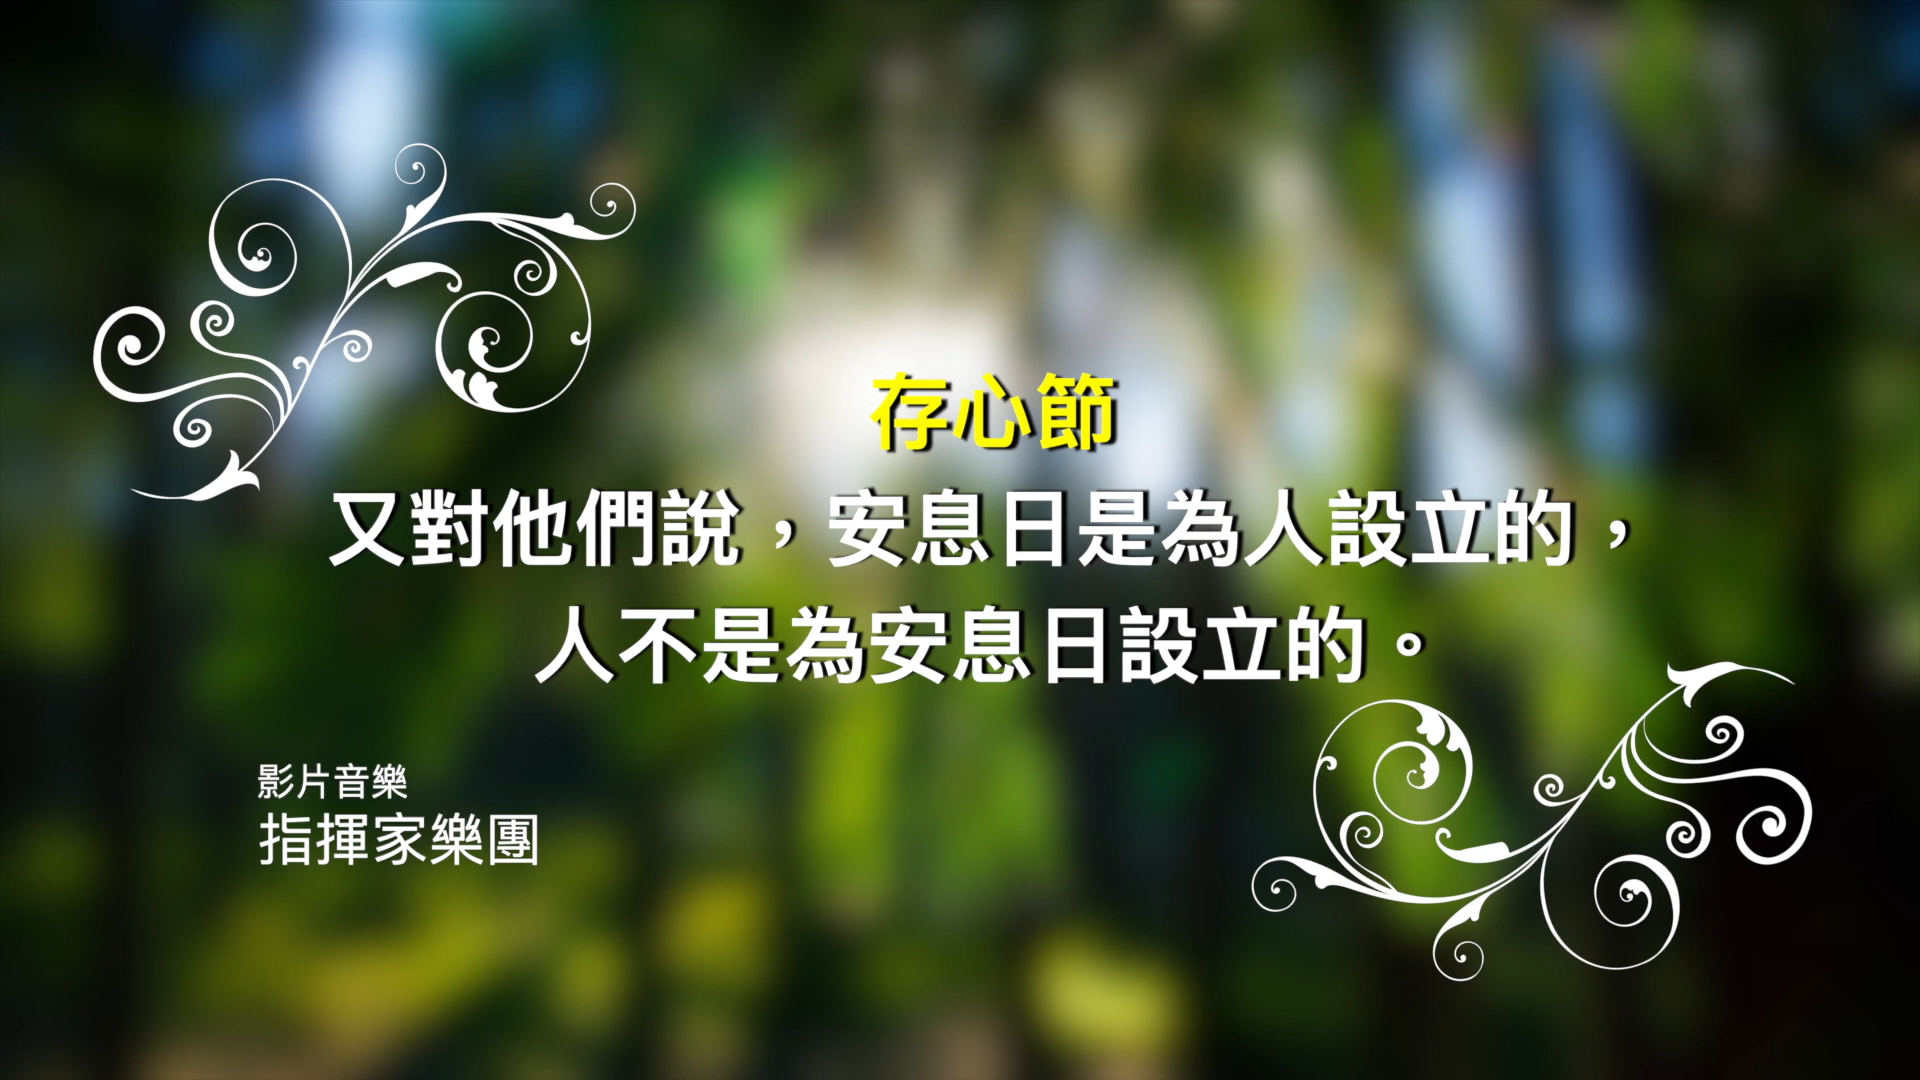 存心節
又對他們說，安息日是為人設立的，
人不是為安息日設立的。
影片音樂
指揮家樂團